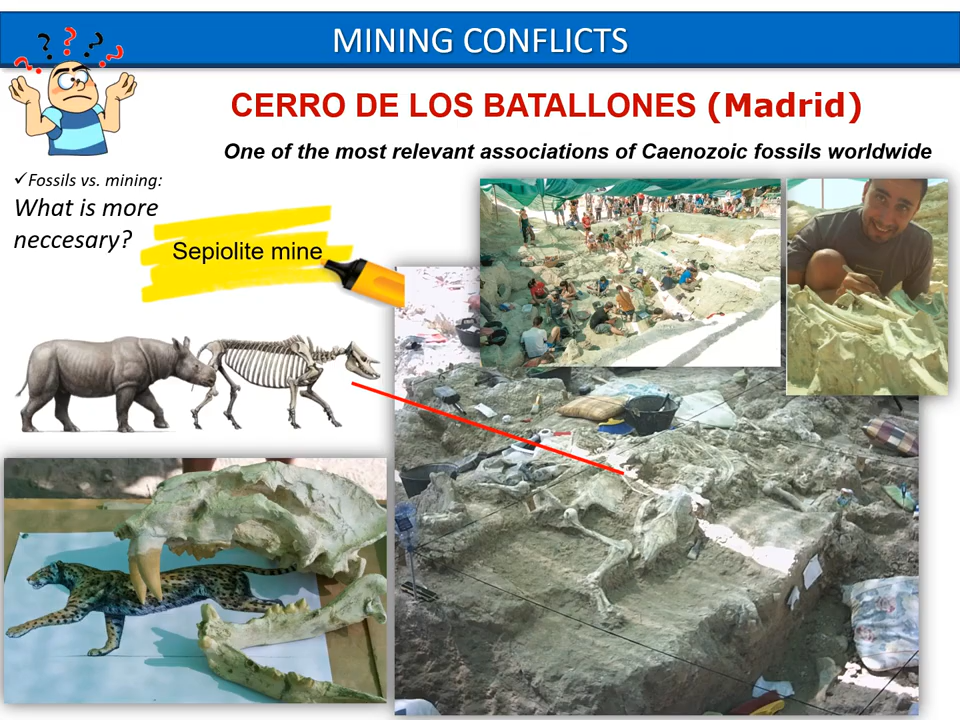 MINING CONFLICTS
CERRO DE LOS BATALLONES (Madrid)
One of the most relevant associations of Caenozoic fossils worldwide
✓Fossils vs. mining:
What is more
neccesary?
Sepiolite mine